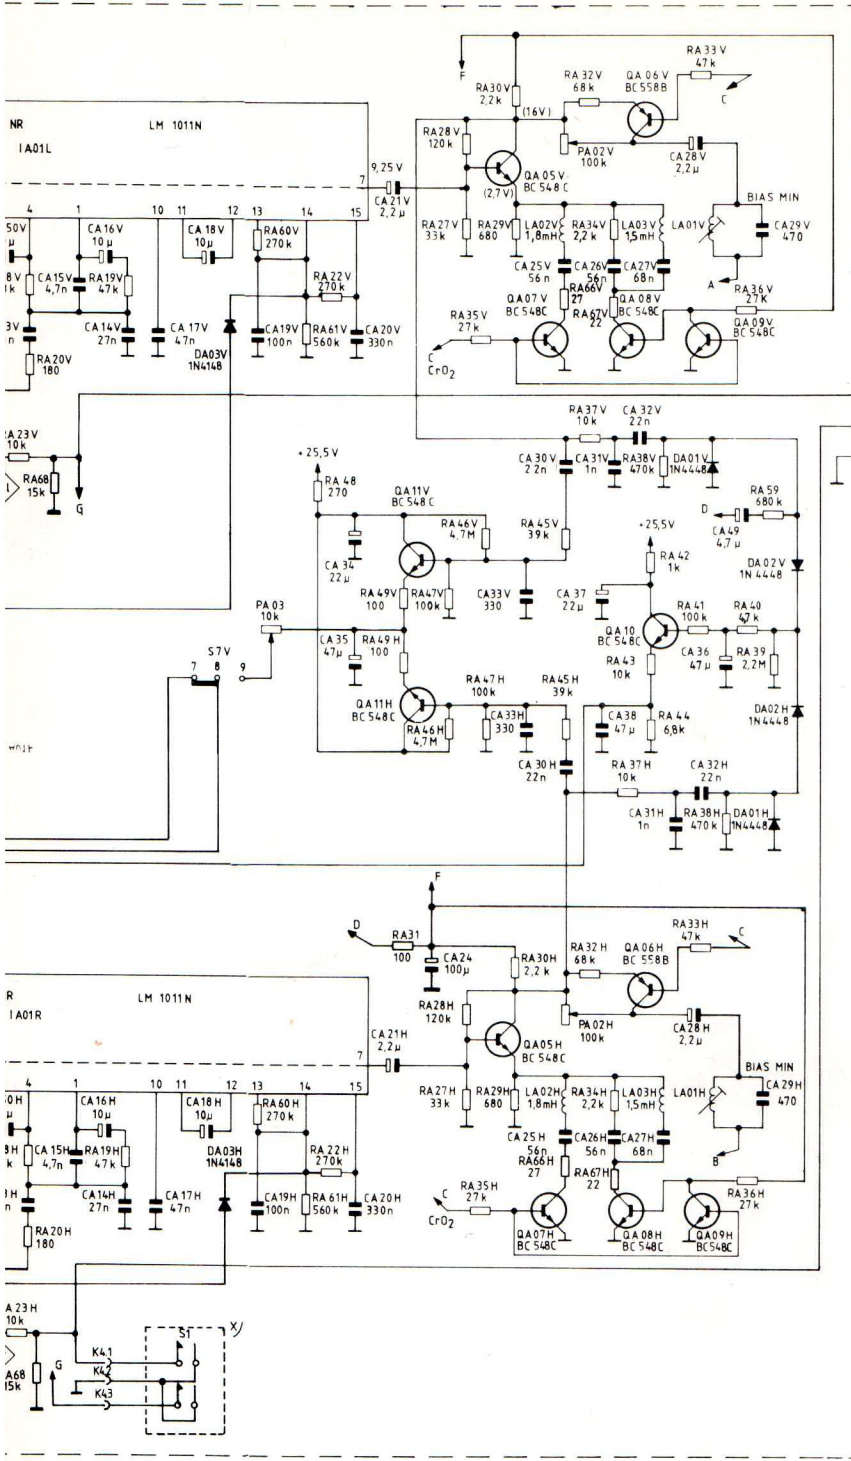 RA33V
47k
F
RA30V
2,2k
RA32V
68k
QA06V
BC558B
C
NR
LM 1011N
IA01L
(16V)
RA28V
120k
PA02V
100k
CA28V
2,2µ
9,25V
7
QA05V
BC548C
(2,7V)
CA21V
2,2µ
BIAS MIN
4
1
10
11
12
13
14
15
CA16V
10µ
CA18V
10µ
RA60V
270k
RA27V
33k
RA29V
680
LA02V
1,8mH
RA34V
2,2k
LA03V
1,5mH
LA01V
CA29V
470
CA15V
4,7n
RA19V
47k
RA22V
270k
CA25V
56n
CA26V
56n
CA27V
68n
A
RA66V
27
RA36V
27K
QA07V
BC548C
RA67V
22
QA08V
BC548C
RA35V
27k
QA09V
BC548C
CA14V
27n
CA17V
47n
DA03V
1N4148
CA19V
100n
RA61V
560k
CA20V
330n
RA20V
180
C
CrO2
RA37V
10k
CA32V
22n
A23V
10k
RA68
15k
G
+25,5V
RA48
270
QA11V
BC548C
CA30V
22n
CA31V
1n
RA38V
470k
DA01V
1N4448
RA59
680k
D
CA49
4,7µ
RA46V
4,7M
RA45V
39k
+25,5V
RA42
1k
CA34
22µ
DA02V
1N4448
RA49V
100
RA47V
100k
CA33V
330
CA37
22µ
PA03
10k
QA10
BC548C
RA41
100k
RA40
47k
CA35
47µ
RA49H
100
CA36
47µ
RA39
2,2M
S7V
7 8 9
RA43
10k
RA47H
100k
RA45H
39k
QA11H
BC548C
CA33H
330
DA02H
1N4448
RA46H
4,7M
CA38
47µ
RA44
6,8k
CA30H
22n
RA37H
10k
CA32H
22n
CA31H
1n
RA38H
470k
DA01H
1N4448
F
D
RA31
100
RA33H
47k
C
CA24
100µ
RA30H
2,2k
RA32H
68k
QA06H
BC 558B
R
LM 1011N
IA01R
RA28H
120k
PA02H
100k
CA28H
2,2µ
CA21H
2,2µ
QA05H
BC548C
7
BIAS MIN
4
1
10
11
12
13
14
15
CA16H
10µ
CA18H
10µ
RA60H
270k
RA27H
33k
RA29H
680
LA02H
1,8mH
RA34H
2,2k
LA03H
1,5mH
LA01H
CA29H
470
CA15H
4,7n
RA19H
47k
DA03H
1N4148
RA22H
270k
CA25H
56n
CA26H
56n
CA27H
68n
B
RA66H
27
RA67H
22
C
CrO2
RA35H
27k
RA36H
27k
CA14H
27n
CA17H
47n
CA19H
100n
RA61H
560k
CA20H
330n
RA20H
180
QA07H
BC548C
QA08H
BC548C
QA09H
BC548C
A23H
10k
S1
X)
K4.1
G
K4.2
A68
15k
K4.3